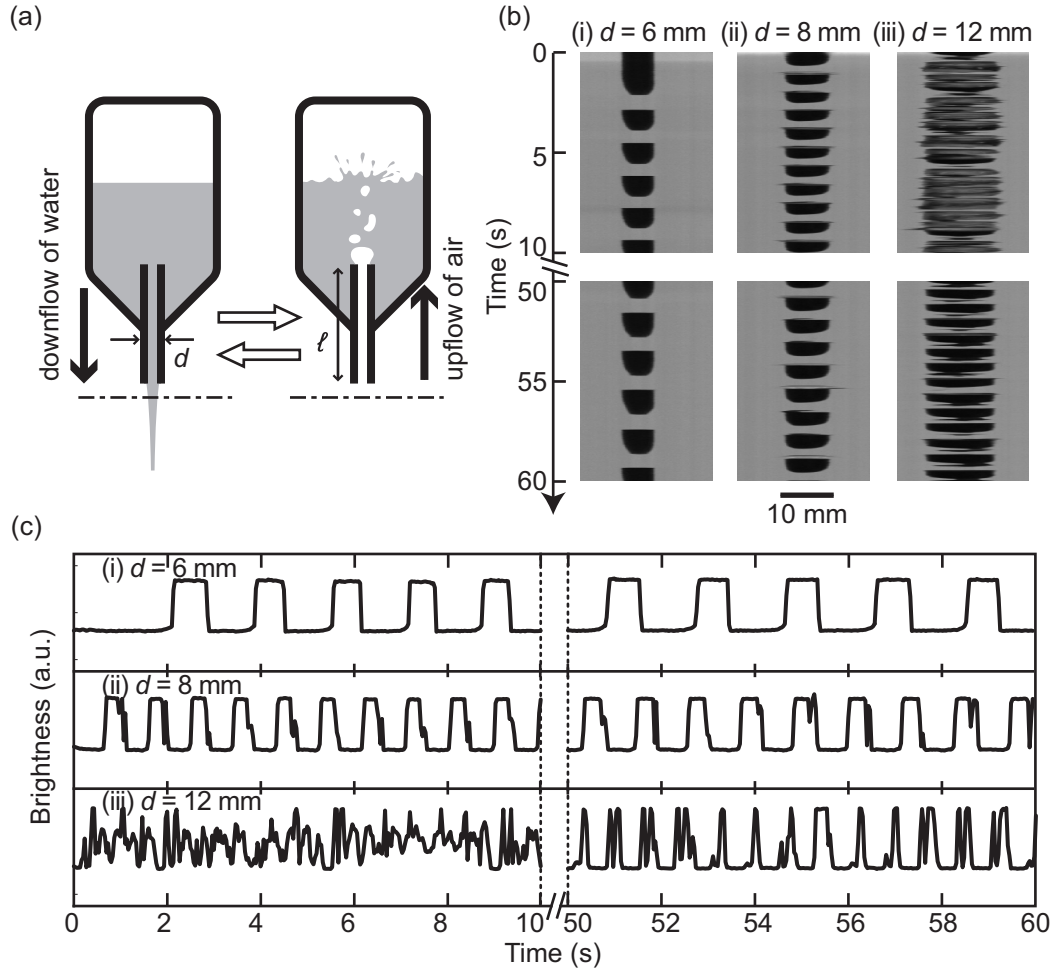 (a)
downflow of water
d
ℓ
upflow of air
(b)
(i) d = 6 mm (ii) d = 8 mm (iii) d = 12 mm
0
5
10
50
55
60
Time (s)
10 mm
(c)
(i) d = 6 mm
(ii) d = 8 mm
(iii) d = 12 mm
Brightness (a.u.)
0 2 4 6 8 10 50 52 54 56 58 60
Time (s)